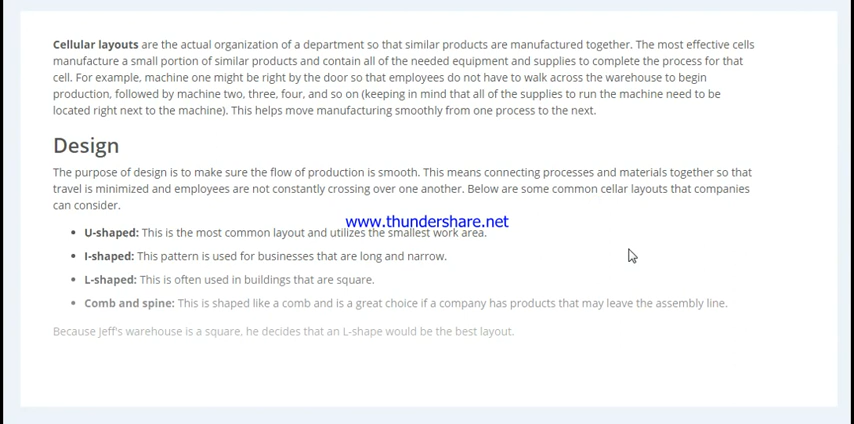 Cellular layouts are the actual organization of a department so that similar products are manufactured together. The most effective cells
manufacture a small portion of similar products and contain all of the needed equipment and supplies to complete the process for that
cell. For example, machine one might be right by the door so that employees do not have to walk across the warehouse to begin
production, followed by machine two, three, four, and so on (keeping in mind that all of the supplies to run the machine need to be
located right next to the machine). This helps move manufacturing smoothly from one process to the next.
Design
The purpose of design is to make sure the flow of production is smooth. This means connecting processes and materials together so that
travel is minimized and employees are not constantly crossing over one another. Below are some common cellar layouts that companies
can consider.
www.thundershare.net
• U-shaped: This is the most common layout and utilizes the smallest work area.
• I-shaped: This pattern is used for businesses that are long and narrow.
• L-shaped: This is often used in buildings that are square.
• Comb and spine: This is shaped like a comb and is a great choice if a company has products that may leave the assembly line.
Because Jeff's warehouse is a square, he decides that an L-shape would be the best layout.